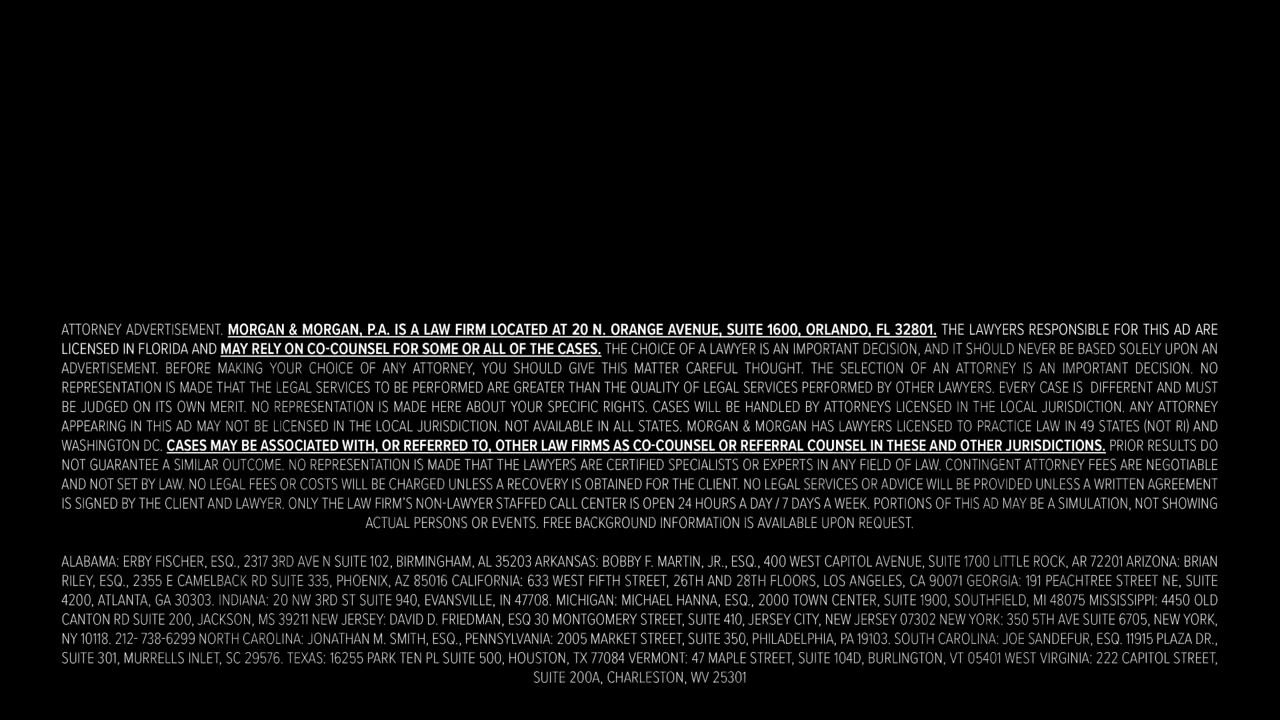 ATTORNEY ADVERTISEMENT. MORGAN & MORGAN, P.A. IS A LAW FIRM LOCATED AT 20 N. ORANGE AVENUE, SUITE 1600, ORLANDO, FL 32801. THE LAWYERS RESPONSIBLE FOR THIS AD ARE
LICENSED IN FLORIDA AND MAY RELY ON CO-COUNSEL FOR SOME OR ALL OF THE CASES. THE CHOICE OF A LAWYER IS AN IMPORTANT DECISION, AND IT SHOULD NEVER BE BASED SOLELY UPON AN
ADVERTISEMENT. BEFORE MAKING YOUR CHOICE OF ANY ATTORNEY, YOU SHOULD GIVE THIS MATTER CAREFUL THOUGHT. THE SELECTION OF AN ATTORNEY IS AN IMPORTANT DECISION. NO
REPRESENTATION IS MADE THAT THE LEGAL SERVICES TO BE PERFORMED ARE GREATER THAN THE QUALITY OF LEGAL SERVICES PERFORMED BY OTHER LAWYERS. EVERY CASE IS DIFFERENT AND MUST
BE JUDGED ON ITS OWN MERIT. NO REPRESENTATION IS MADE HERE ABOUT YOUR SPECIFIC RIGHTS. CASES WILL BE HANDLED BY ATTORNEYS LICENSED IN THE LOCAL JURISDICTION. ANY ATTORNEY
APPEARING IN THIS AD MAY NOT BE LICENSED IN THE LOCAL JURISDICTION. NOT AVAILABLE IN ALL STATES. MORGAN & MORGAN HAS LAWYERS LICENSED TO PRACTICE LAW IN 49 STATES (NOT RI) AND
WASHINGTON DC. CASES MAY BE ASSOCIATED WITH, OR REFERRED TO, OTHER LAW FIRMS AS CO-COUNSEL OR REFERRAL COUNSEL IN THESE AND OTHER JURISDICTIONS. PRIOR RESULTS DO
NOT GUARANTEE A SIMILAR OUTCOME. NO REPRESENTATION IS MADE THAT THE LAWYERS ARE CERTIFIED SPECIALISTS OR EXPERTS IN ANY FIELD OF LAW. CONTINGENT ATTORNEY FEES ARE NEGOTIABLE
AND NOT SET BY LAW. NO LEGAL FEES OR COSTS WILL BE CHARGED UNLESS A RECOVERY IS OBTAINED FOR THE CLIENT. NO LEGAL SERVICES OR ADVICE WILL BE PROVIDED UNLESS A WRITTEN AGREEMENT
IS SIGNED BY THE CLIENT AND LAWYER. ONLY THE LAW FIRM'S NON-LAWYER STAFFED CALL CENTER IS OPEN 24 HOURS A DAY / 7 DAYS A WEEK. PORTIONS OF THIS AD MAY BE A SIMULATION, NOT SHOWING
ACTUAL PERSONS OR EVENTS. FREE BACKGROUND INFORMATION IS AVAILABLE UPON REQUEST.
ALABAMA: ERBY FISCHER, ESQ., 2317 3RD AVE N SUITE 102, BIRMINGHAM, AL 35203 ARKANSAS: BOBBY F. MARTIN, JR., ESQ., 400 WEST CAPITOL AVENUE, SUITE 1700 LITTLE ROCK, AR 72201 ARIZONA: BRIAN
RILEY, ESQ., 2355 E CAMELBACK RD SUITE 335, PHOENIX, AZ 85016 CALIFORNIA: 633 WEST FIFTH STREET, 26TH AND 28TH FLOORS, LOS ANGELES, CA 90071 GEORGIA: 191 PEACHTREE STREET NE, SUITE
4200, ATLANTA, GA 30303. INDIANA: 20 NW 3RD ST SUITE 940, EVANSVILLE, IN 47708. MICHIGAN: MICHAEL HANNA, ESQ., 2000 TOWN CENTER, SUITE 1900, SOUTHFIELD, MI 48075 MISSISSIPPI: 4450 OLD
CANTON RD SUITE 200, JACKSON, MS 39211 NEW JERSEY: DAVID D. FRIEDMAN, ESQ 30 MONTGOMERY STREET, SUITE 410, JERSEY CITY, NEW JERSEY 07302 NEW YORK: 350 5TH AVE SUITE 6705, NEW YORK,
NY 10118. 212- 738-6299 NORTH CAROLINA: JONATHAN M. SMITH, ESQ., PENNSYLVANIA: 2005 MARKET STREET, SUITE 350, PHILADELPHIA, PA 19103. SOUTH CAROLINA: JOE SANDEFUR, ESQ. 11915 PLAZA DR.,
SUITE 301, MURRELLS INLET, SC 29576. TEXAS: 16255 PARK TEN PL SUITE 500, HOUSTON, TX 77084 VERMONT: 47 MAPLE STREET, SUITE 104D, BURLINGTON, VT 05401 WEST VIRGINIA: 222 CAPITOL STREET,
SUITE 200A, CHARLESTON, WV 25301